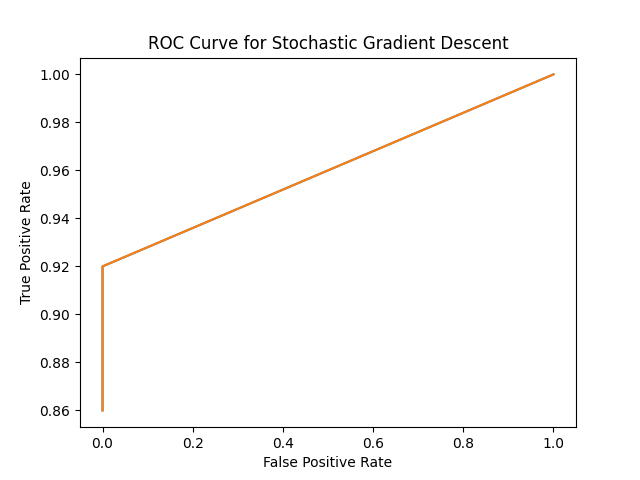 ROC Curve for Stochastic Gradient Descent
1.00
0.98
0.96
0.94
0.92
0.90
0.88
0.86
True Positive Rate
0.0 0.2 0.4 0.6 0.8 1.0
False Positive Rate